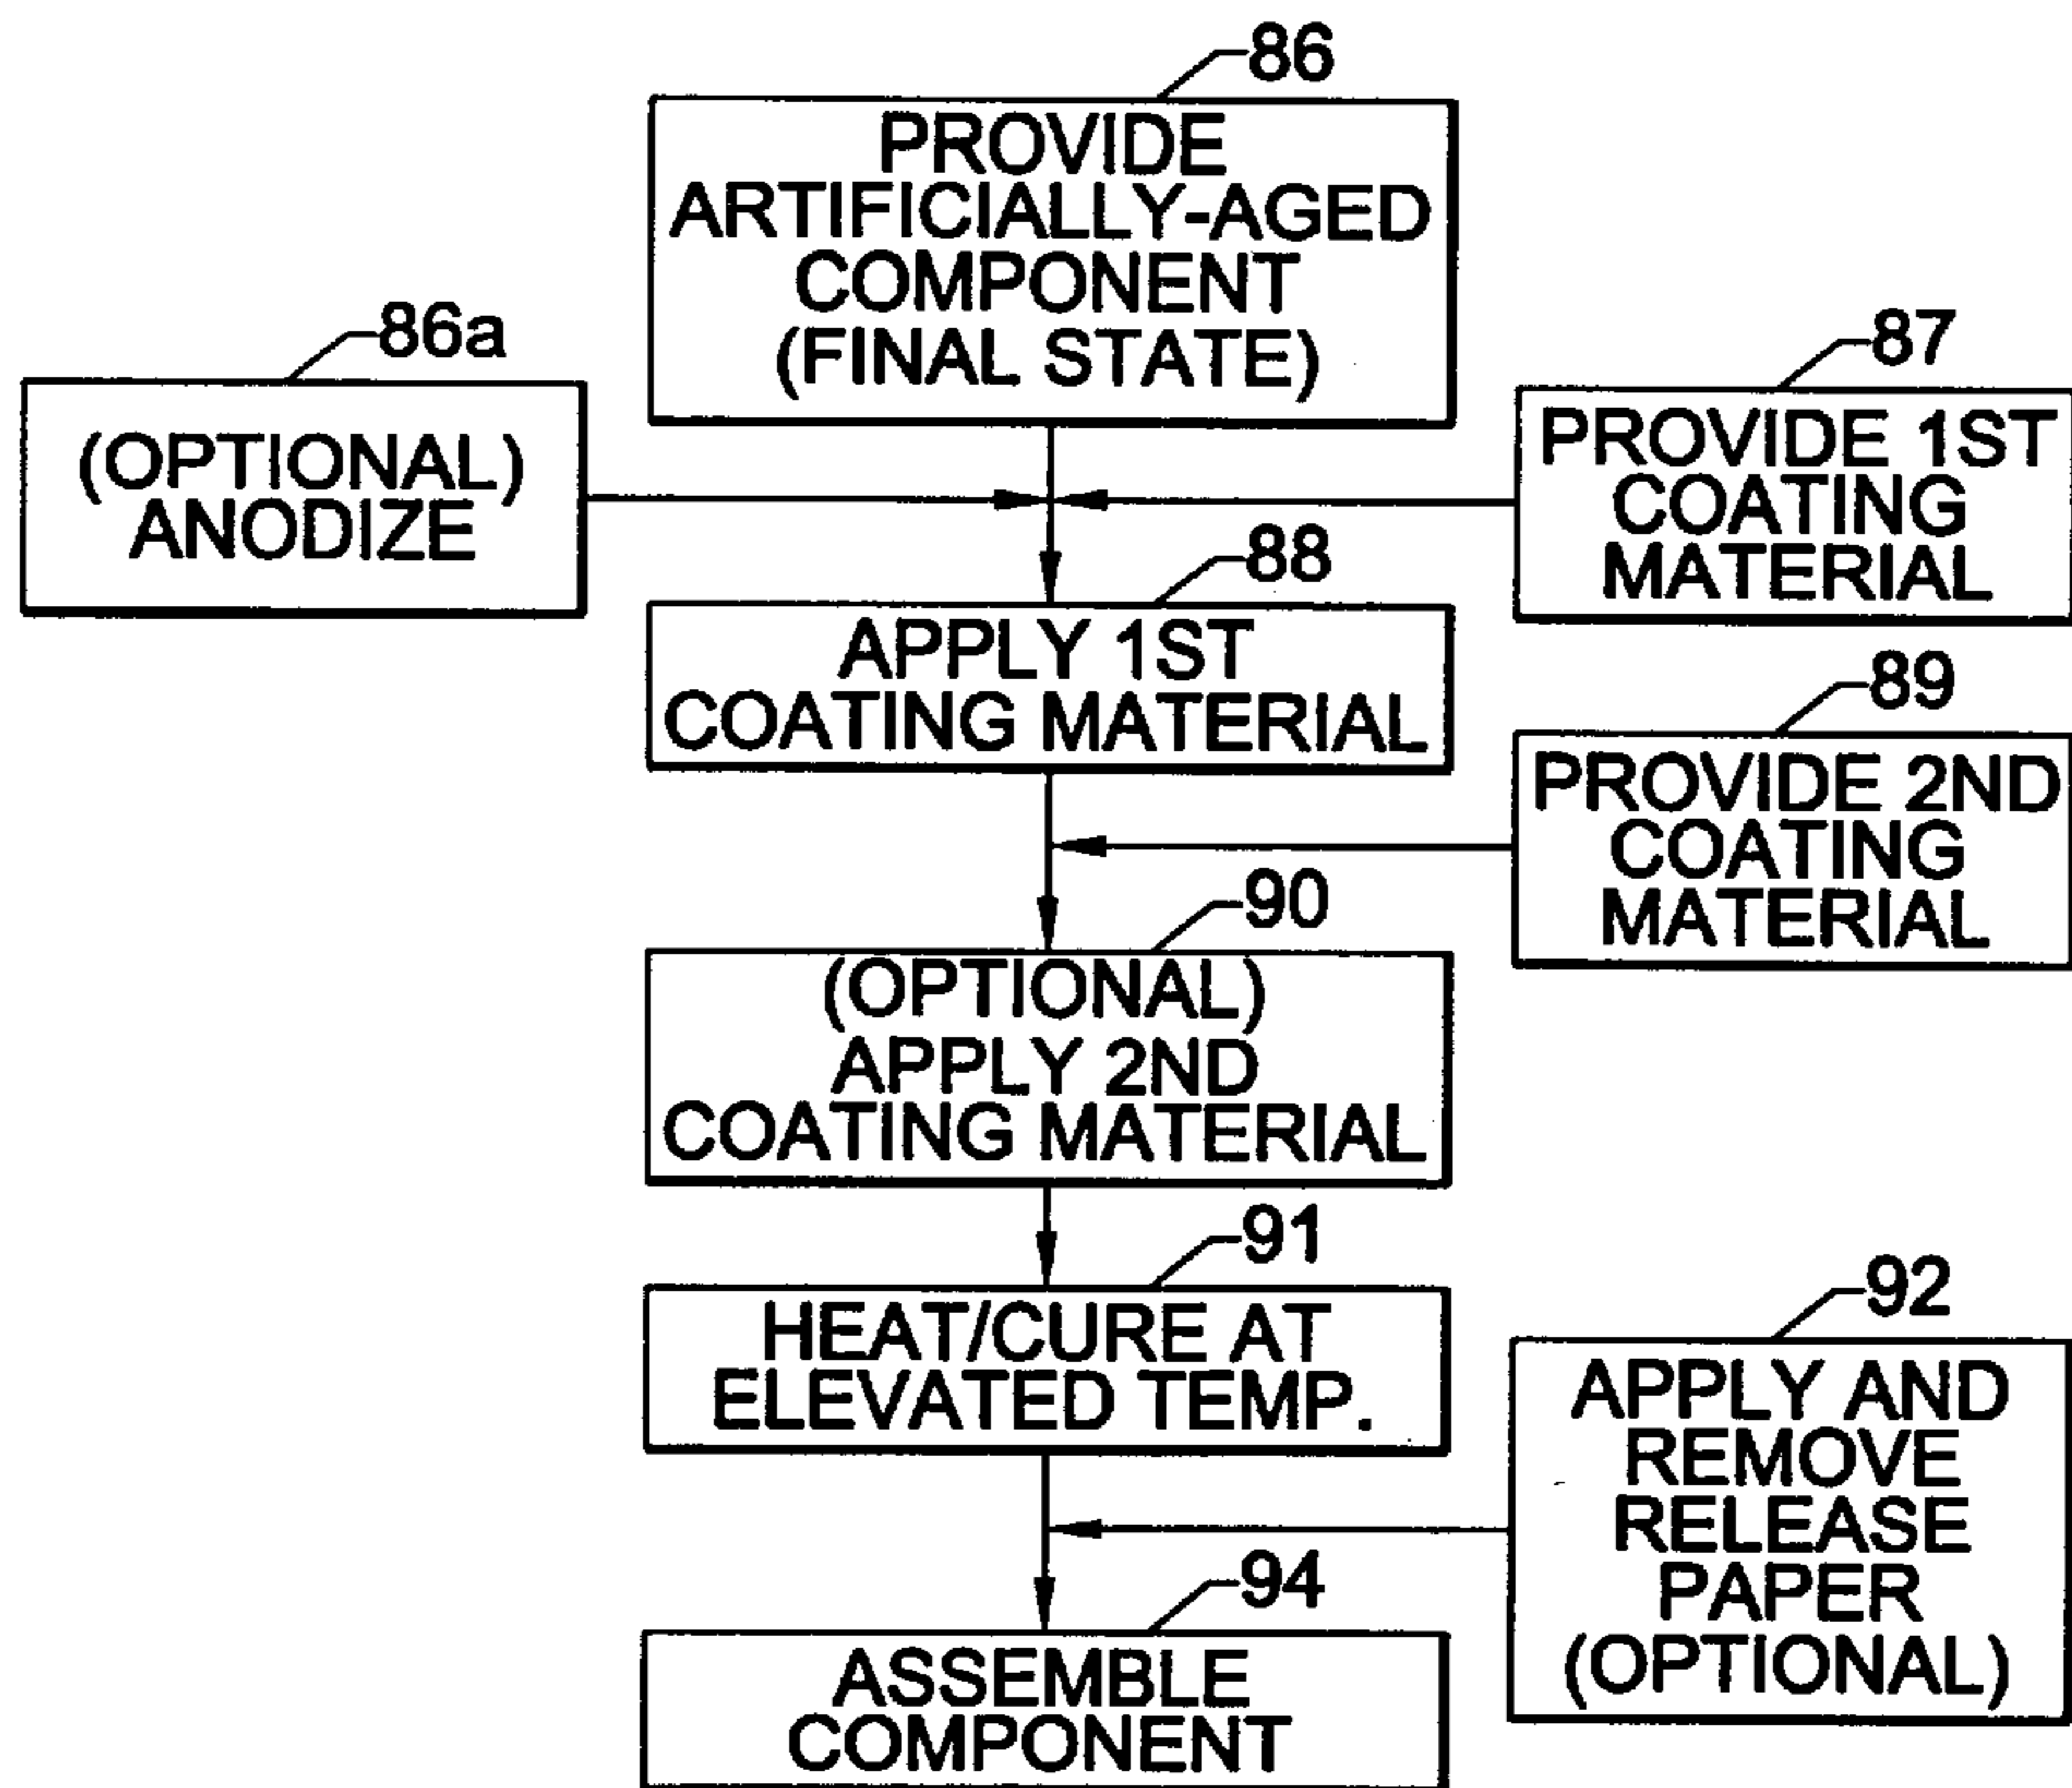 86
PROVIDE
ARTIFICIALLY-AGED
COMPONENT
(FINAL STATE)
86a
(OPTIONAL)
ANODIZE
87
PROVIDE 1ST
COATING
MATERIAL
88
APPLY 1ST
COATING MATERIAL
89
PROVIDE 2ND
COATING
MATERIAL
90
(OPTIONAL)
APPLY 2ND
COATING MATERIAL
91
HEAT/CURE AT
ELEVATED TEMP.
92
APPLY AND
REMOVE
RELEASE
PAPER
(OPTIONAL)
94
ASSEMBLE
COMPONENT